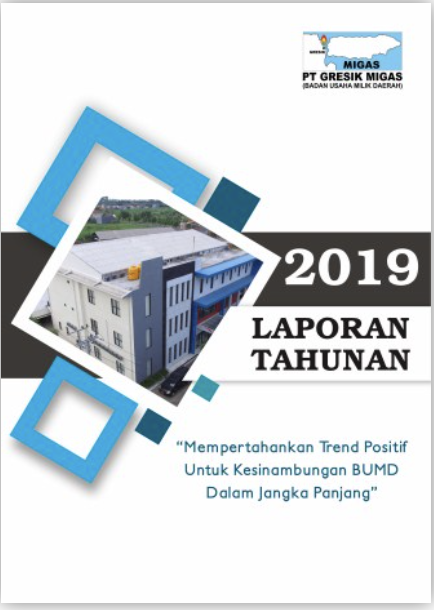 GRESIK
MIGAS
PT GRESIK MIGAS
(BADAN USAHA MILIK DAERAH)
2019
LAPORAN
TAHUNAN
“Mempertahankan Trend Positif
Untuk Kesinambungan BUMD
Dalam Jangka Panjang”